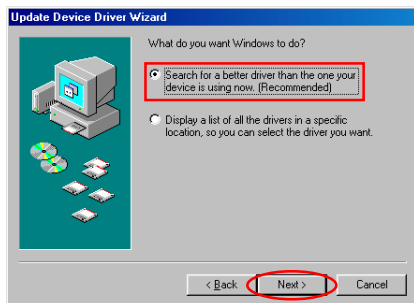 Update Device Driver Wizard
What do you want Windows to do?
Search for a better driver than the one your
device is using now. (Recommended)
Display a list of all the drivers in a specific
location, so you can select the driver you want.
< Back
Next >
Cancel